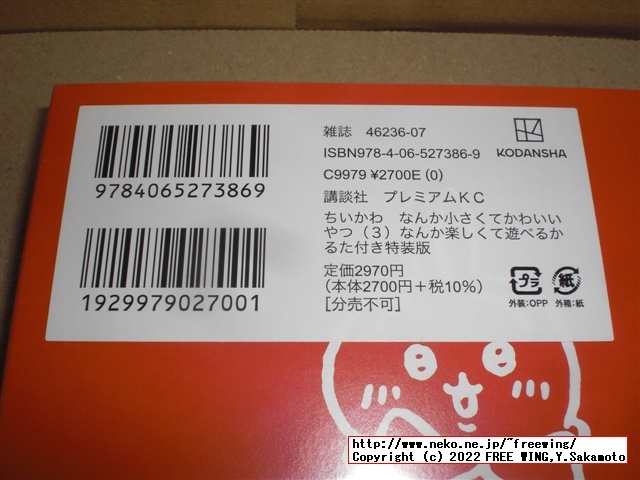 9784065273869
1929979027001
雑誌 46236-07
ISBN978-4-06-527386-9
C9979 ¥2700E (0)
講談社 プレミアムKC
ちいかわ なんか小さくてかわいい
やつ（3）なんか楽しくて遊べるか
るた付き特装版
定価2970円
（本体2700円＋税10%）
［分売不可］
KODANSHA
プラ
外装:OPP
紙
外箱:紙
http://www.neko.ne.jp/~freewing/
Copyright (c) 2022 FREE WING,Y.Sakamoto